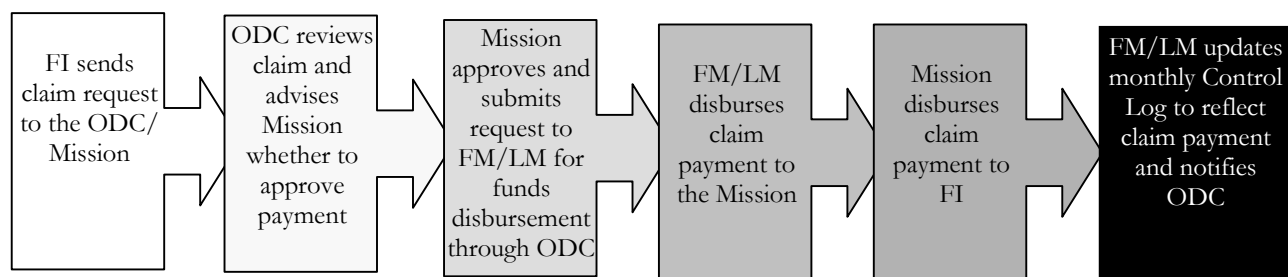 FI sends
claim request
to the ODC/
Mission
ODC reviews
claim and
advises
Mission
whether to
approve
payment
Mission
approves and
submits
request to
FM/LM for
funds
disbursement
through ODC
FM/LM
disburses
claim
payment to
the Mission
Mission
disburses
claim
payment to
FI
FM/LM updates
monthly Control
Log to reflect
claim payment
and notifies
ODC